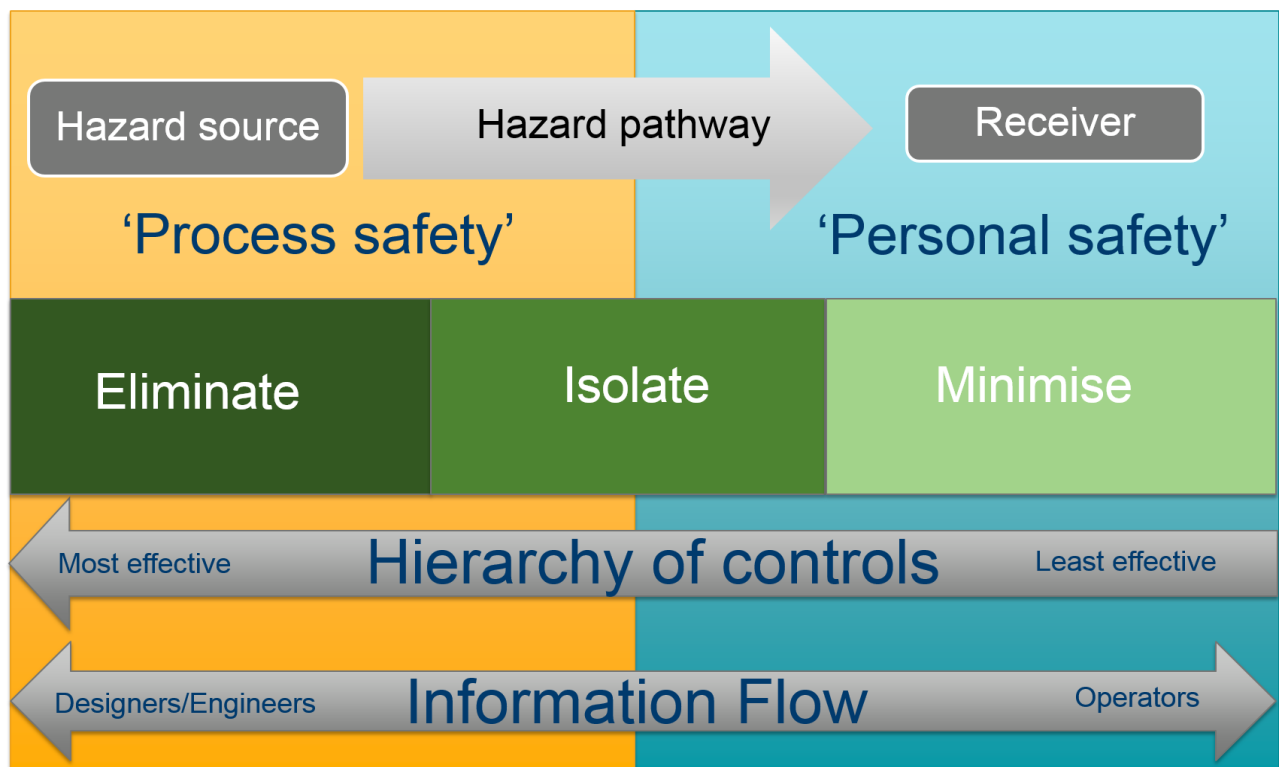 Hazard source
Hazard pathway
Receiver
‘Process safety’
‘Personal safety’
Eliminate
Isolate
Minimise
Most effective
Hierarchy of controls
Least effective
Designers/Engineers
Information Flow
Operators